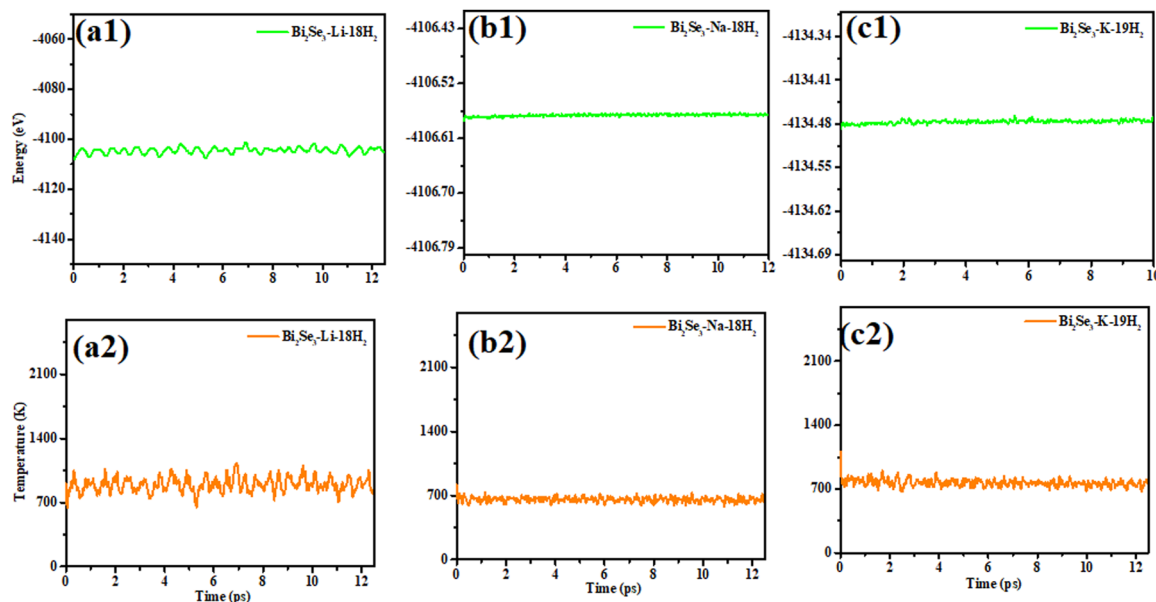 (a1)
Bi₂Se₃-Li-18H₂
Energy (eV)
-4060
-4080
-4100
-4120
-4140
0 2 4 6 8 10 12
(b1)
Bi₂Se₃-Na-18H₂
-4106.43
-4106.52
-4106.61
-4106.70
-4106.79
0 2 4 6 8 10 12
(c1)
Bi₂Se₃-K-19H₂
-4134.34
-4134.41
-4134.48
-4134.55
-4134.62
-4134.69
0 2 4 6 8 10
(a2)
Bi₂Se₃-Li-18H₂
Temperature (K)
2100
1400
700
0
0 2 4 6 8 10 12
Time (ps)
(b2)
Bi₂Se₃-Na-18H₂
2100
1400
700
0
0 2 4 6 8 10 12
Time (ps)
(c2)
Bi₂Se₃-K-19H₂
2100
1400
700
0
0 2 4 6 8 10 12
Time (ps)